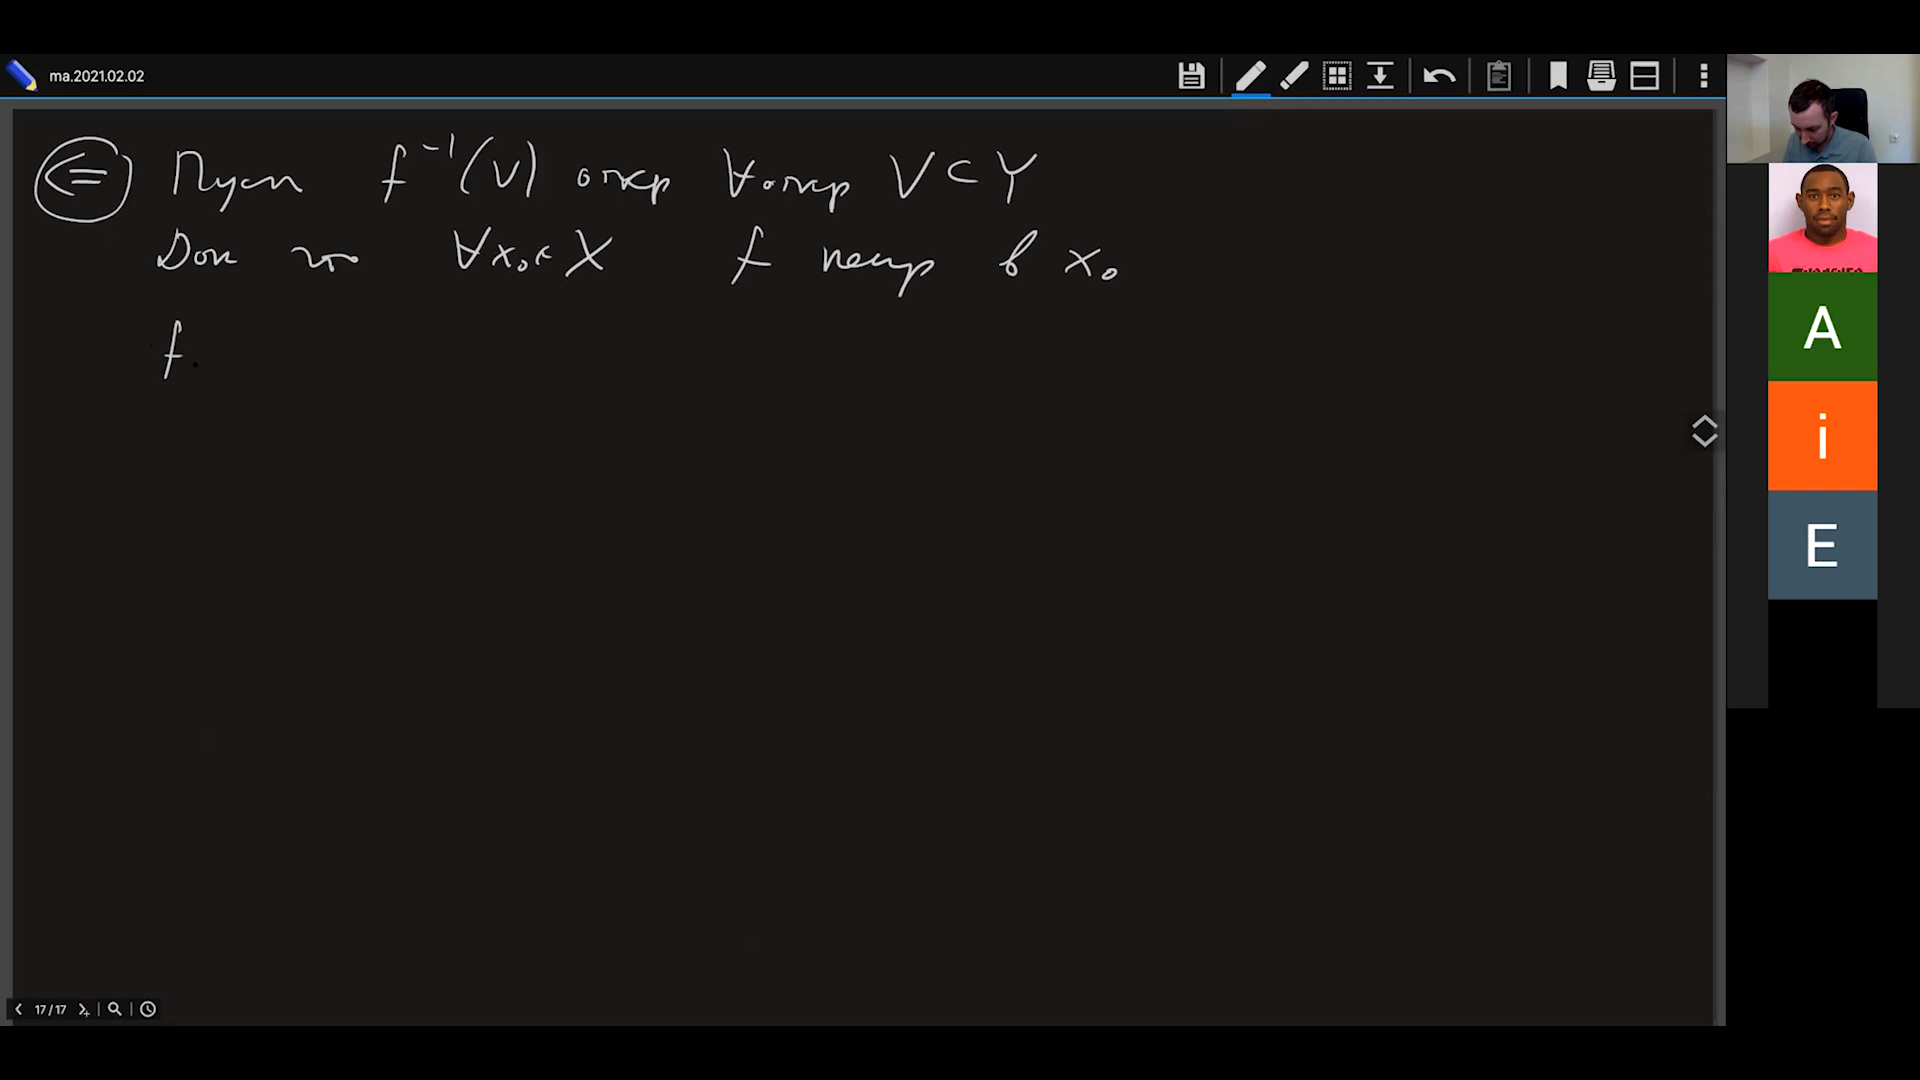 ma.2021.02.02
⇐ Пусть f⁻¹(V) откр ∀ откр V ⊂ Y
Док что ∀x₀ ∈ X f непр в x₀
f
A
i
E
17/17